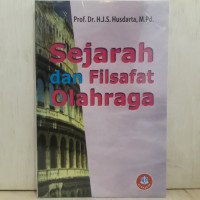 Prof. Dr. H.J.S. Husdarta, M.Pd.
Sejarah
dan Filsafat
Olahraga